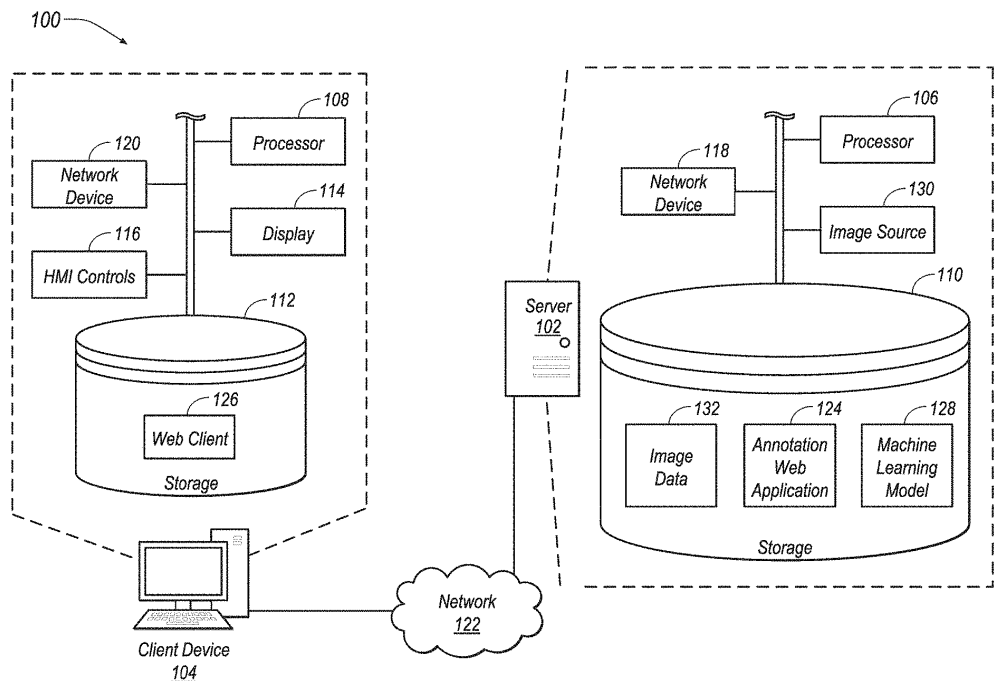 100
108
Processor
120
Network
Device
114
Display
116
HMI Controls
112
126
Web Client
Storage
Client Device
104
Network
122
Server
102
106
Processor
118
Network
Device
130
Image Source
110
132
Image
Data
124
Annotation
Web
Application
128
Machine
Learning
Model
Storage